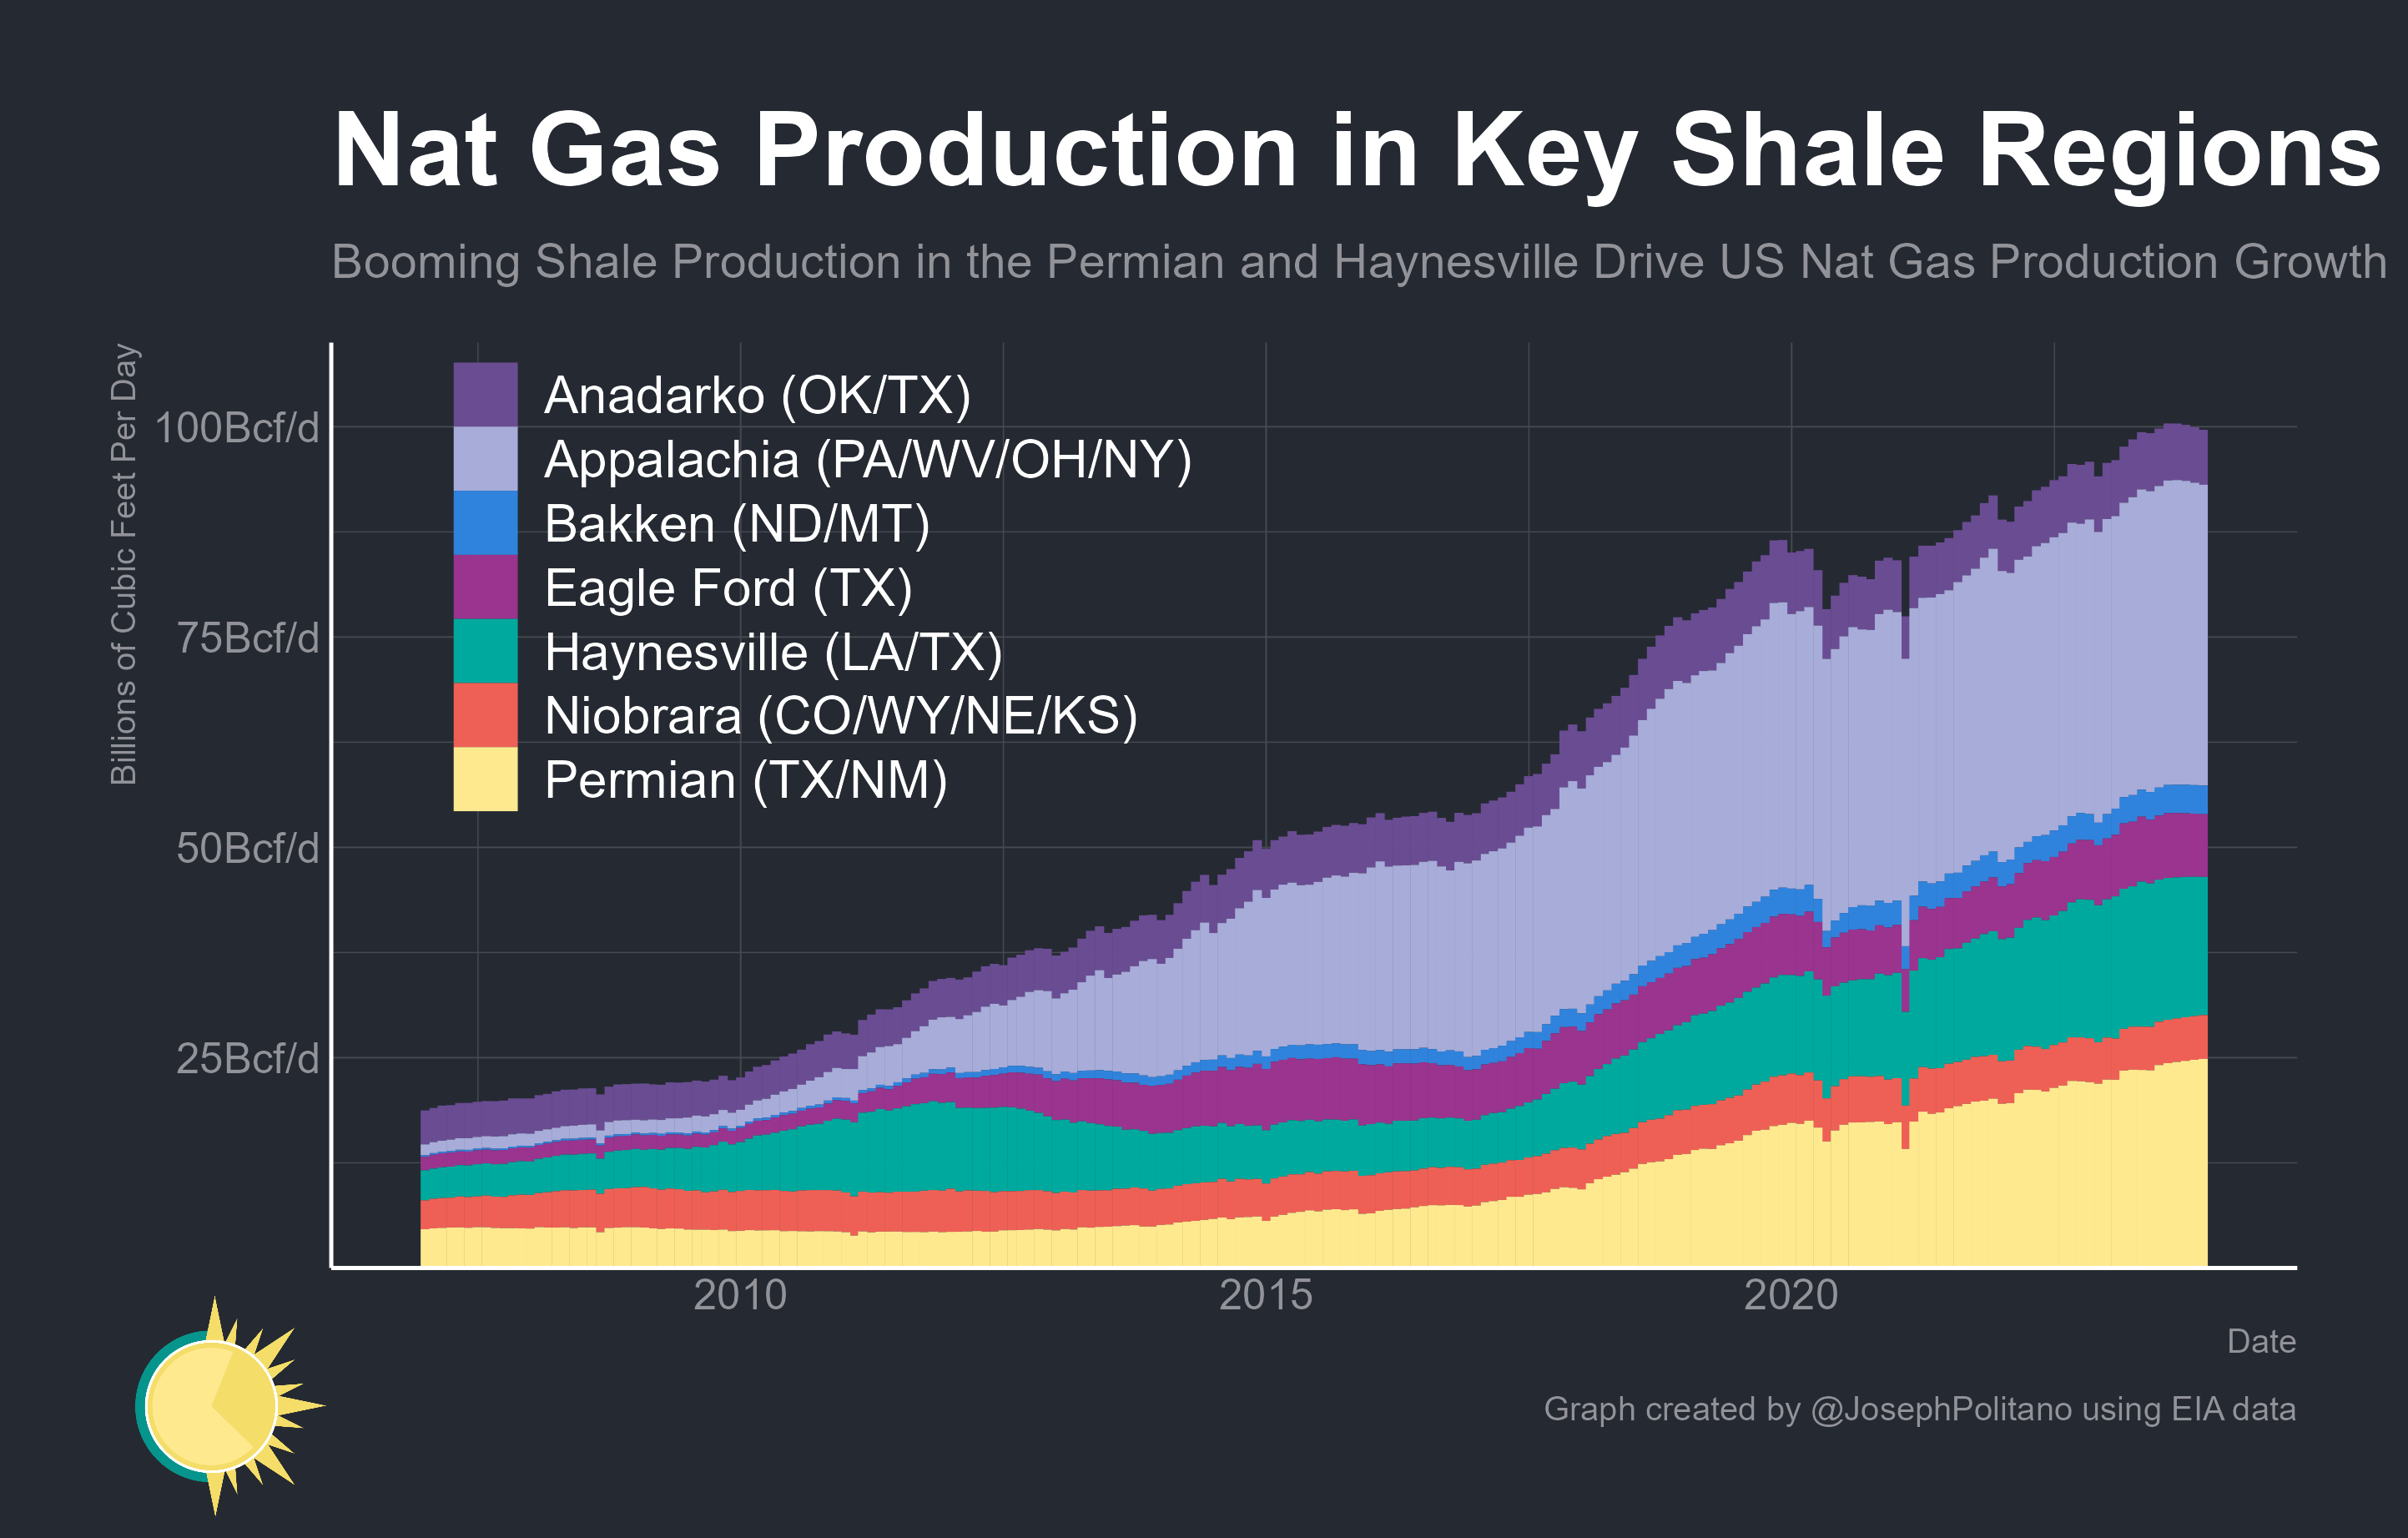 Nat Gas Production in Key Shale Regions
Booming Shale Production in the Permian and Haynesville Drive US Nat Gas Production Growth
Billions of Cubic Feet Per Day
100Bcf/d
75Bcf/d
50Bcf/d
25Bcf/d
Anadarko (OK/TX)
Appalachia (PA/WV/OH/NY)
Bakken (ND/MT)
Eagle Ford (TX)
Haynesville (LA/TX)
Niobrara (CO/WY/NE/KS)
Permian (TX/NM)
2010
2015
2020
Date
Graph created by @JosephPolitano using EIA data